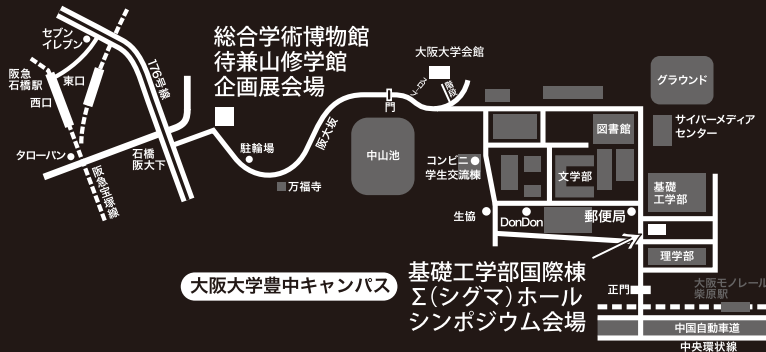 セブン
イレブン
阪急
石橋駅
東口
西口
176号線
タローパン
石橋
阪大下
阪急宝塚線
総合学術博物館
待兼山修学館
企画展会場
駐輪場
万福寺
阪大坂
門
中山池
大阪大学会館
スロープ
階段
コンビニ
学生交流棟
生協
DonDon
図書館
文学部
郵便局
グラウンド
サイバーメディア
センター
基礎
工学部
理学部
正門
大阪モノレール
柴原駅
中国自動車道
中央環状線
大阪大学豊中キャンパス
基礎工学部国際棟
Σ(シグマ)ホール
シンポジウム会場